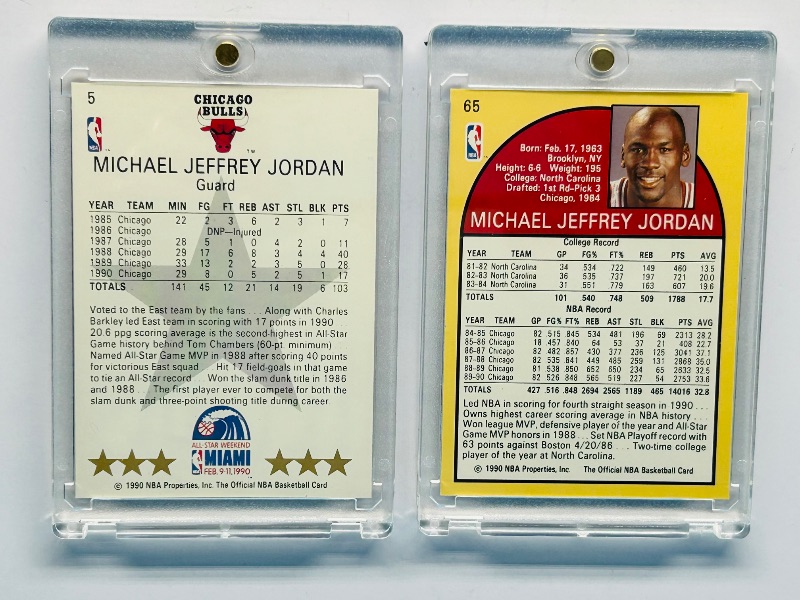 5
CHICAGO
BULLS
NBA
MICHAEL JEFFREY JORDAN
Guard
YEAR TEAM MIN FG FT REB AST STL BLK PTS
1985 Chicago 22 2 3 6 2 3 1 7
1986 Chicago DNP—Injured
1987 Chicago 28 5 1 0 4 2 0 11
1988 Chicago 29 17 6 8 3 4 4 40
1989 Chicago 33 13 2 2 3 5 0 28
1990 Chicago 29 8 0 5 2 5 1 17
TOTALS 141 45 12 21 14 19 6 103
Voted to the East team by the fans . . . Along with Charles
Barkley led East team in scoring with 17 points in 1990
20.6 ppg scoring average is the second-highest in All-Star
Game history behind Tom Chambers (60-pt. minimum)
Named All-Star Game MVP in 1988 after scoring 40 points
for victorious East squad . . . Hit 17 field-goals in that game
to tie an All-Star record . . . Won the slam dunk title in 1986
and 1988 . . . The first player ever to compete for both the
slam dunk and three-point shooting title during career
ALL-STAR WEEKEND
MIAMI
FEB. 9-11, 1990
© 1990 NBA Properties, Inc. The Official NBA Basketball Card
65
NBA
Born: Feb. 17, 1963
Brooklyn, NY
Height: 6-6 Weight: 195
College: North Carolina
Drafted: 1st Rd–Pick 3
Chicago, 1984
MICHAEL JEFFREY JORDAN
College Record
YEAR TEAM GP FG% FT% REB PTS AVG
81-82 North Carolina 34 .534 .722 149 460 13.5
82-83 North Carolina 36 .535 .737 197 721 20.0
83-84 North Carolina 31 .551 .779 163 607 19.6
TOTALS 101 .540 .748 509 1788 17.7
NBA Record
YEAR TEAM GP FG% FT% REB AST STL BLK PTS AVG
84-85 Chicago 82 .515 .845 534 481 196 69 2313 28.2
85-86 Chicago 18 .457 .840 64 53 37 21 408 22.7
86-87 Chicago 82 .482 .857 430 377 236 125 3041 37.1
87-88 Chicago 82 .535 .841 449 485 259 131 2868 35.0
88-89 Chicago 81 .538 .850 652 650 234 65 2633 32.5
89-90 Chicago 82 .526 .848 565 519 227 54 2753 33.6
TOTALS 427 .516 .848 2694 2565 1189 465 14016 32.8
Led NBA in scoring for fourth straight season in 1990 . . .
Owns highest career scoring average in NBA history . . .
Won league MVP, defensive player of the year and All-Star
Game MVP honors in 1988 . . . Set NBA Playoff record with
63 points against Boston 4/20/86 . . . Two-time college
player of the year at North Carolina.
© 1990 NBA Properties, Inc. The Official NBA Basketball Card